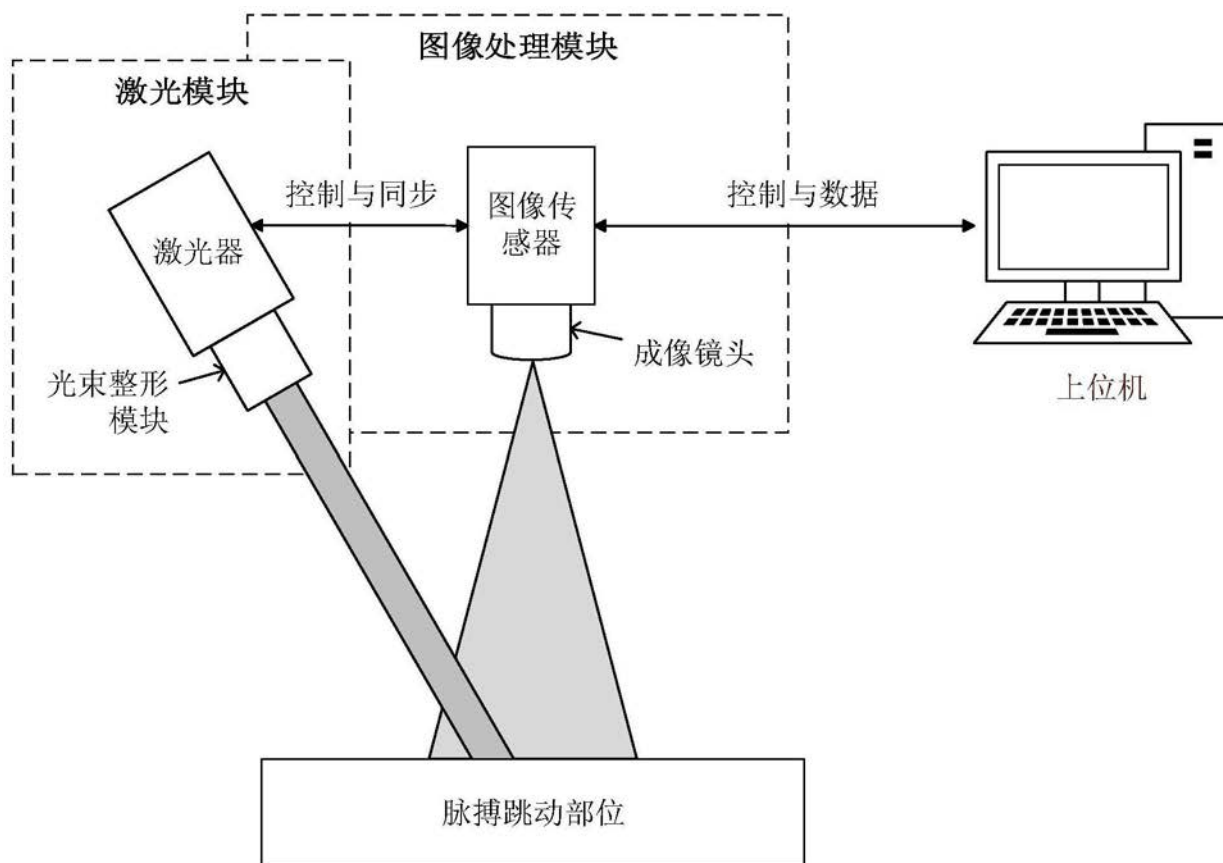 图像处理模块
激光模块
控制与同步
图像传
感器
控制与数据
激光器
成像镜头
光束整形
模块
上位机
脉搏跳动部位